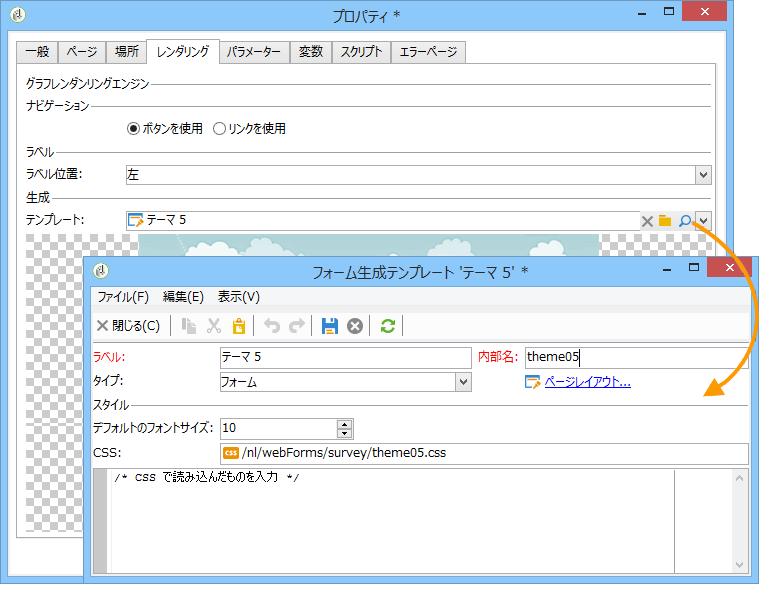 プロパティ *
一般 ページ 場所 レンダリング パラメーター 変数 スクリプト エラーページ
グラフレンダンリングエンジン
ナビゲーション
ボタンを使用 リンクを使用
ラベル
ラベル位置: 左
生成
テンプレート: テーマ 5
フォーム生成テンプレート 'テーマ 5' *
ファイル(F) 編集(E) 表示(V)
閉じる(C)
ラベル: テーマ 5 内部名: theme05
タイプ: フォーム ページレイアウト...
スタイル
デフォルトのフォントサイズ: 10
CSS: css /nl/webForms/survey/theme05.css
/* CSS で読み込んだものを入力 */